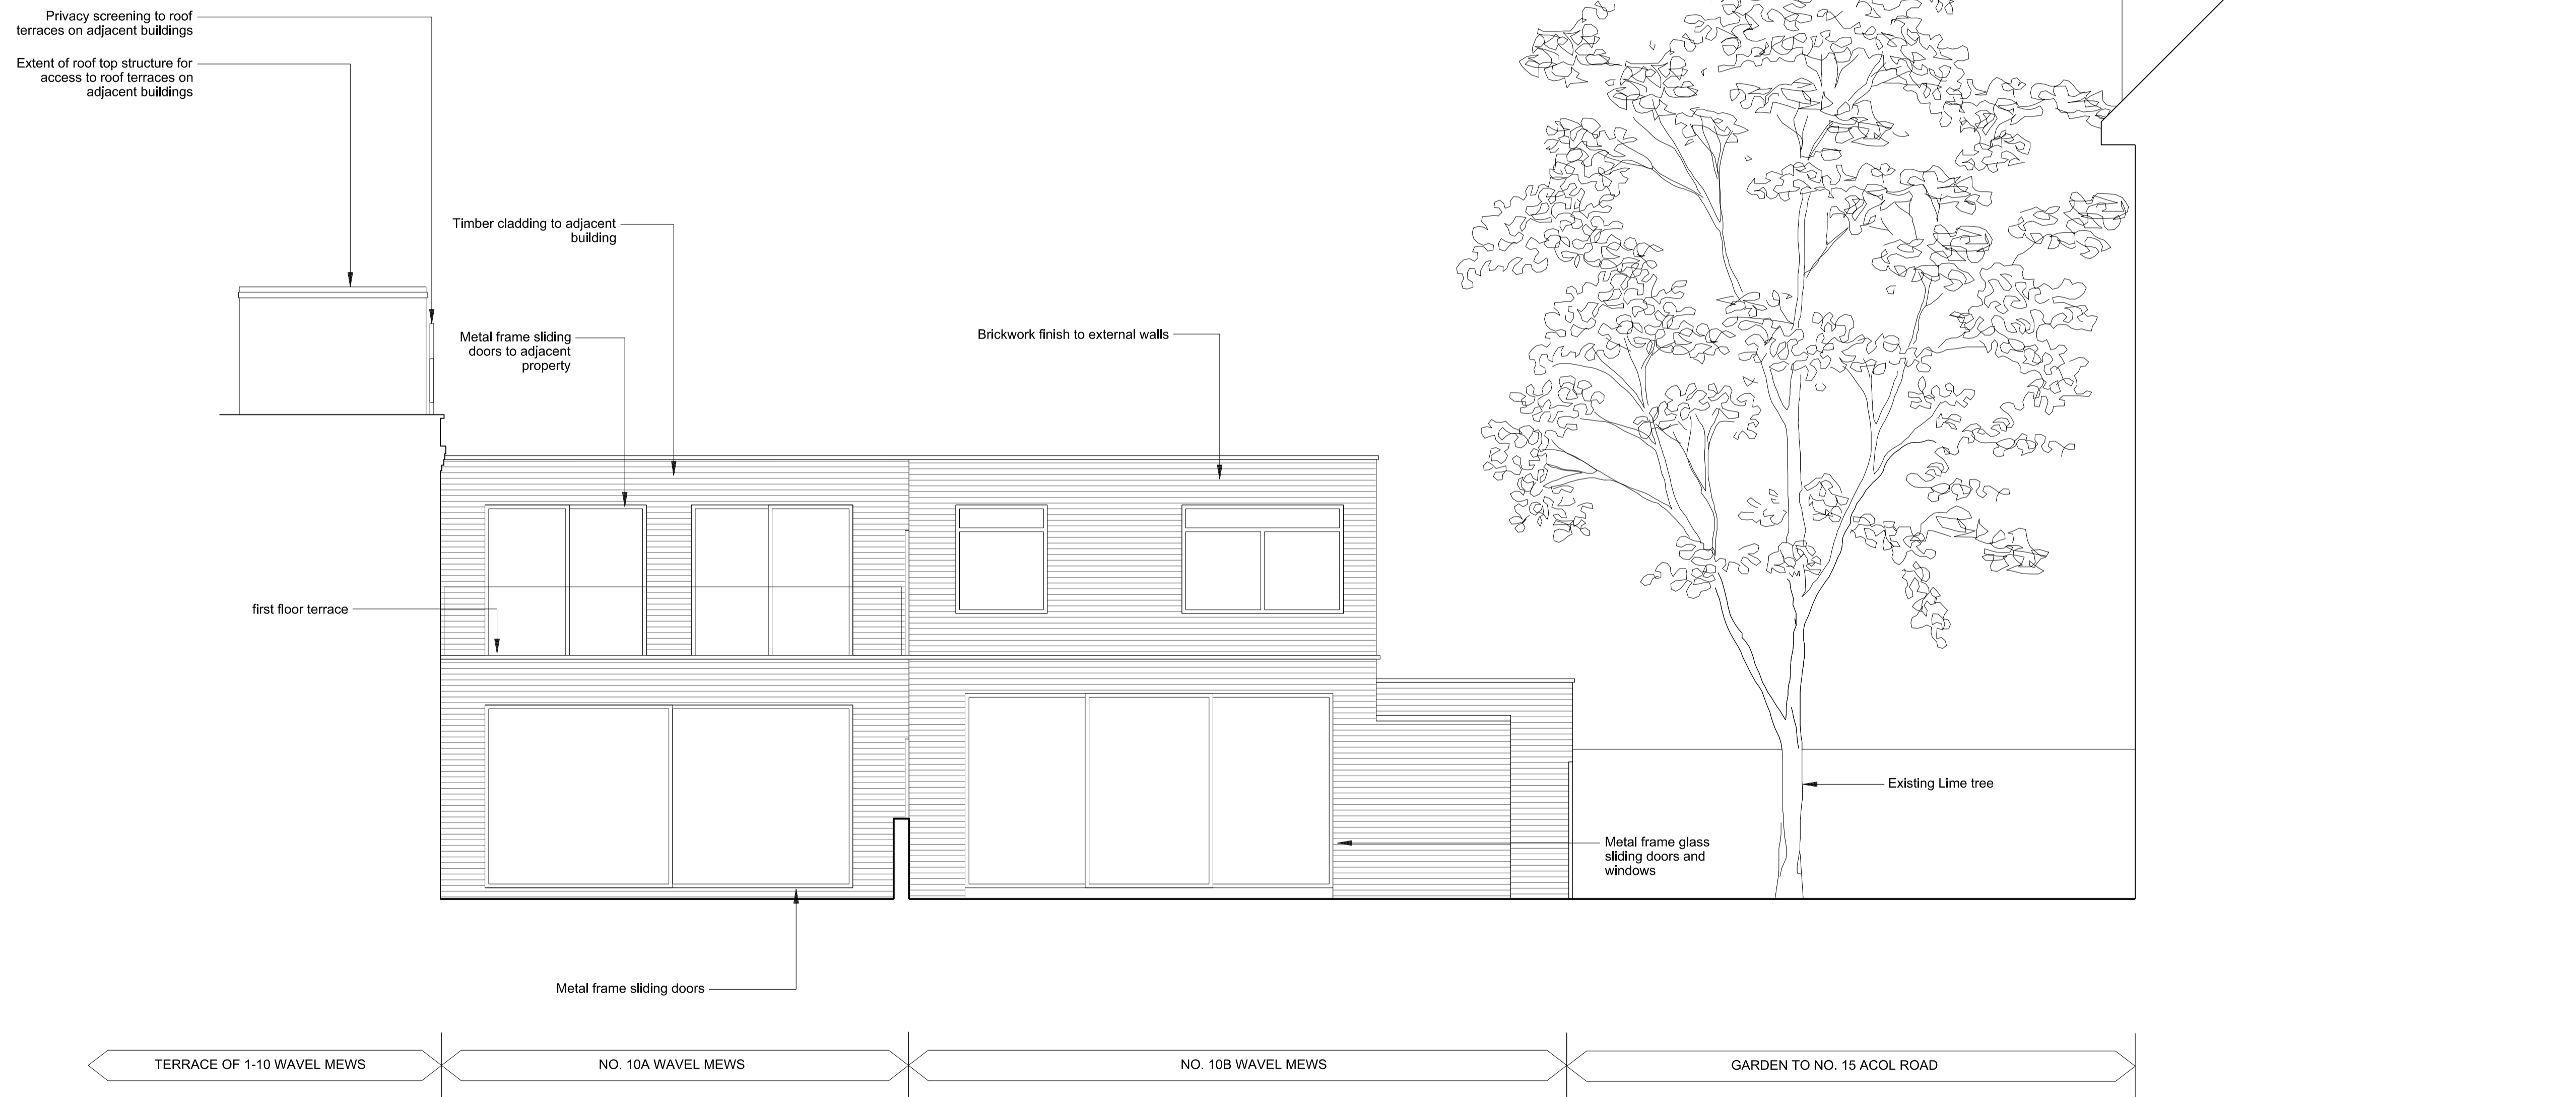 Privacy screening to roof
terraces on adjacent buildings
Extent of roof top structure for
access to roof terraces on
adjacent buildings
Timber cladding to adjacent
building
Metal frame sliding
doors to adjacent
property
Brickwork finish to external walls
first floor terrace
Existing Lime tree
Metal frame glass
sliding doors and
windows
Metal frame sliding doors
TERRACE OF 1-10 WAVEL MEWS
NO. 10A WAVEL MEWS
NO. 10B WAVEL MEWS
GARDEN TO NO. 15 ACOL ROAD